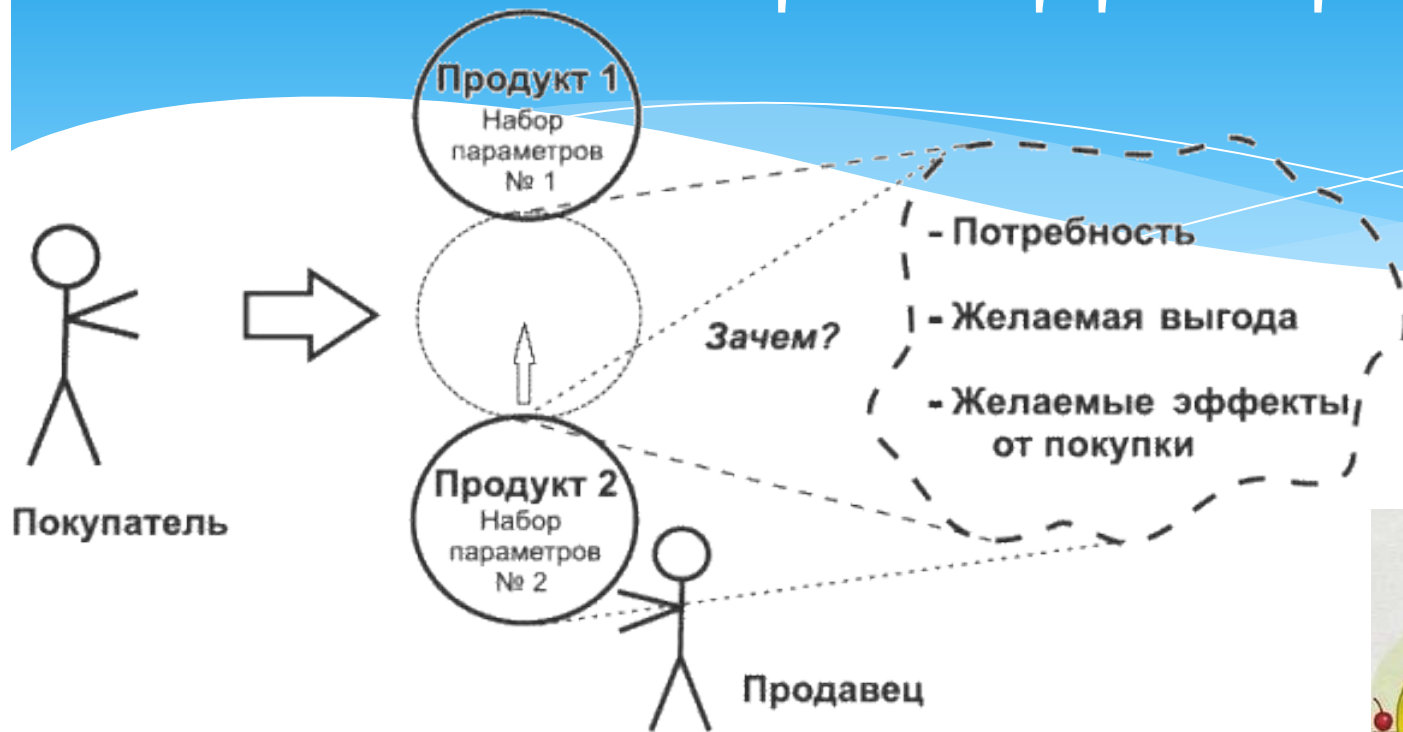 Продукт 1
Набор
параметров
№ 1
- Потребность
Зачем?
- Желаемая выгода
- Желаемые эффекты
от покупки
Продукт 2
Набор
параметров
№ 2
Покупатель
Продавец